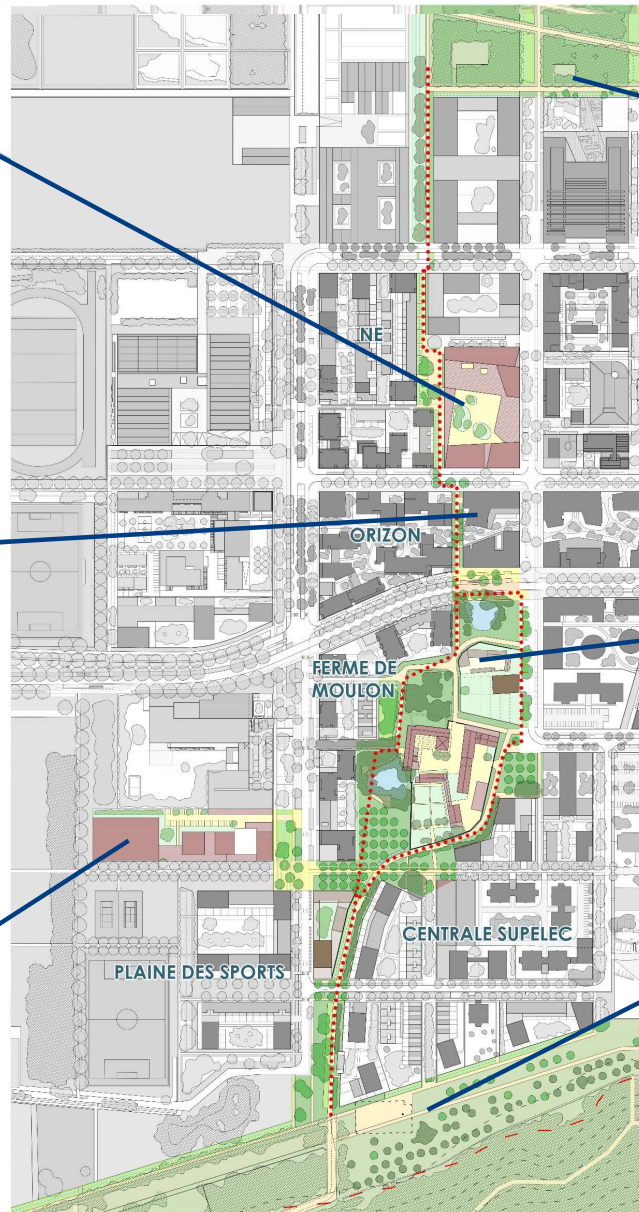 NE
ORIZON
FERME DE
MOULON
CENTRALE SUPELEC
PLAINE DES SPORTS